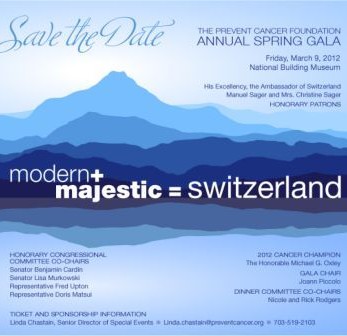 Save the Date
THE PREVENT CANCER FOUNDATION
ANNUAL SPRING GALA
Friday, March 9, 2012
National Building Museum
His Excellency, the Ambassador of Switzerland
Manuel Sager and Mrs. Christine Sager
HONORARY PATRONS
modern+
majestic = switzerland
HONORARY CONGRESSIONAL
COMMITTEE CO-CHAIRS
Senator Benjamin Cardin
Senator Lisa Murkowski
Representative Fred Upton
Representative Doris Matsui
2012 CANCER CHAMPION
The Honorable Michael G. Oxley
GALA CHAIR
Joann Piccolo
DINNER COMMITTEE CO-CHAIRS
Nicole and Rick Rodgers
TICKET AND SPONSORSHIP INFORMATION
Linda Chastain, Senior Director of Special Events • Linda.chastain@preventcancer.org • 703-519-2103